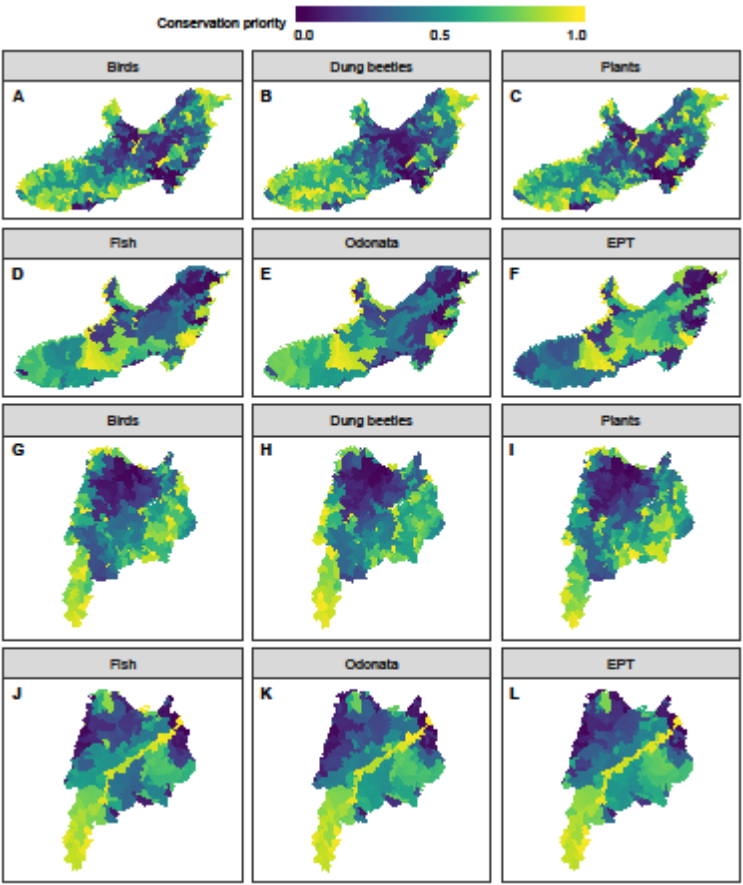 Conservation priority
0.0 0.5 1.0
Birds Dung beetles Plants
A B C
Fish Odonata EPT
D E F
Birds Dung beetles Plants
G H I
Fish Odonata EPT
J K L